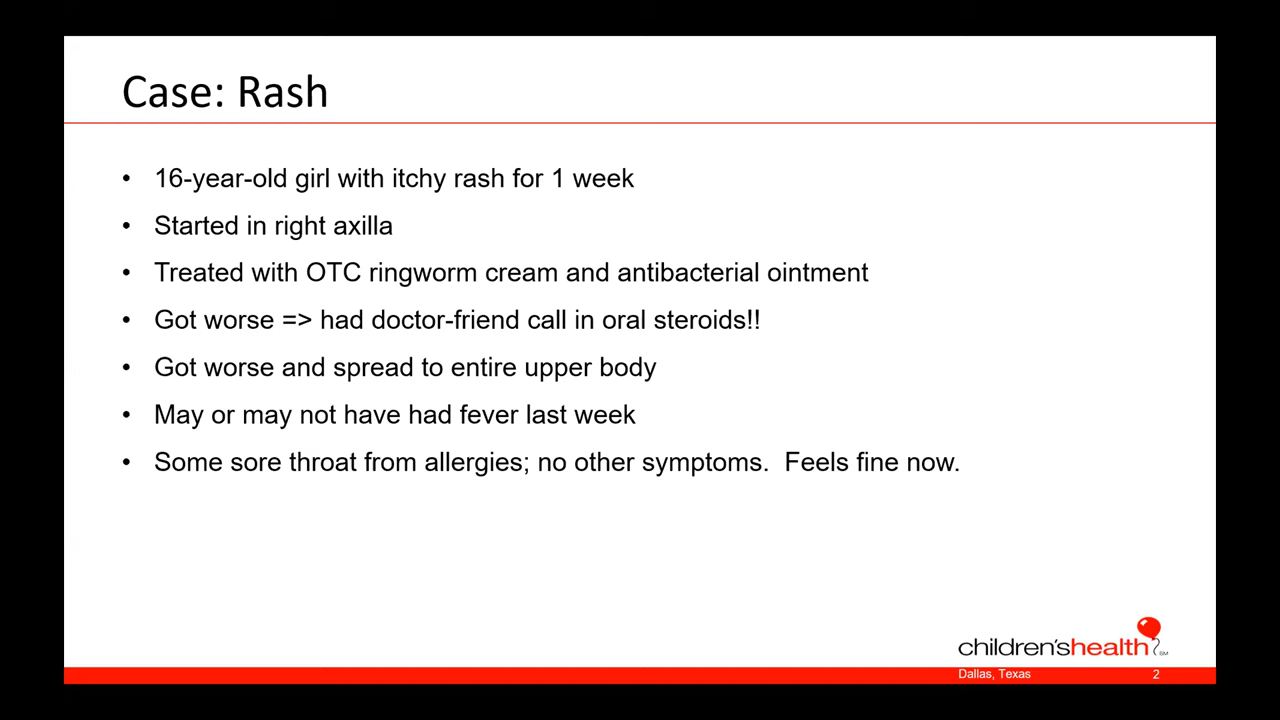 Case: Rash
• 16-year-old girl with itchy rash for 1 week
• Started in right axilla
• Treated with OTC ringworm cream and antibacterial ointment
• Got worse => had doctor-friend call in oral steroids!!
• Got worse and spread to entire upper body
• May or may not have had fever last week
• Some sore throat from allergies; no other symptoms.  Feels fine now.
children'shealth℠
Dallas, Texas
2